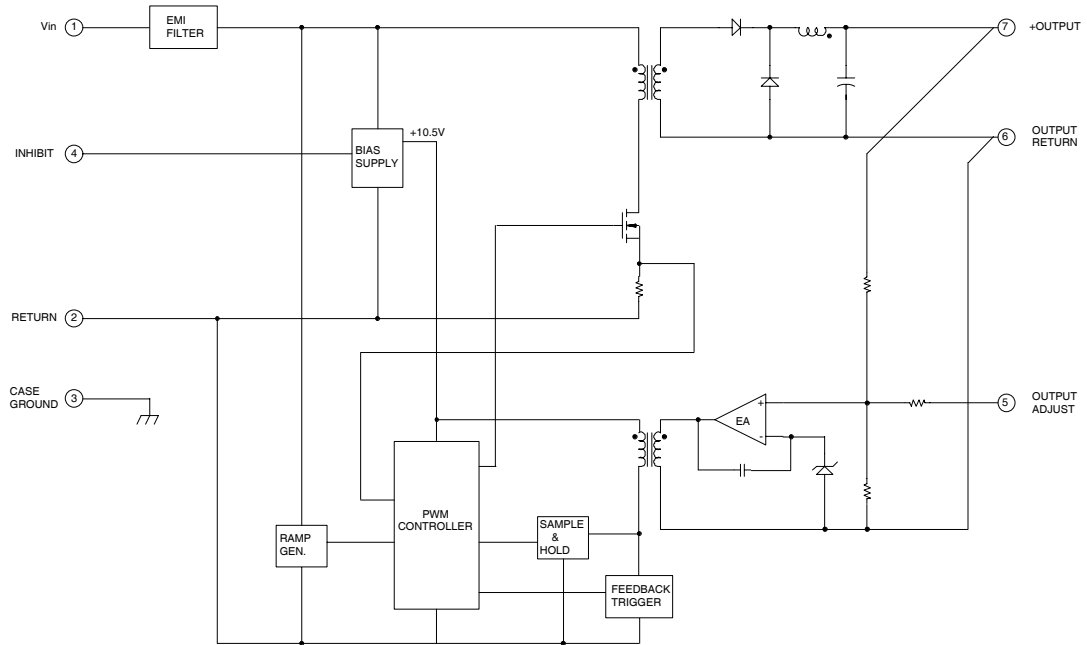 Vin 1
EMI
FILTER
7 +OUTPUT
+10.5V
INHIBIT 4
BIAS
SUPPLY
6 OUTPUT
RETURN
RETURN 2
CASE
GROUND 3
+
EA
-
5 OUTPUT
ADJUST
PWM
CONTROLLER
SAMPLE
&
HOLD
RAMP
GEN.
FEEDBACK
TRIGGER